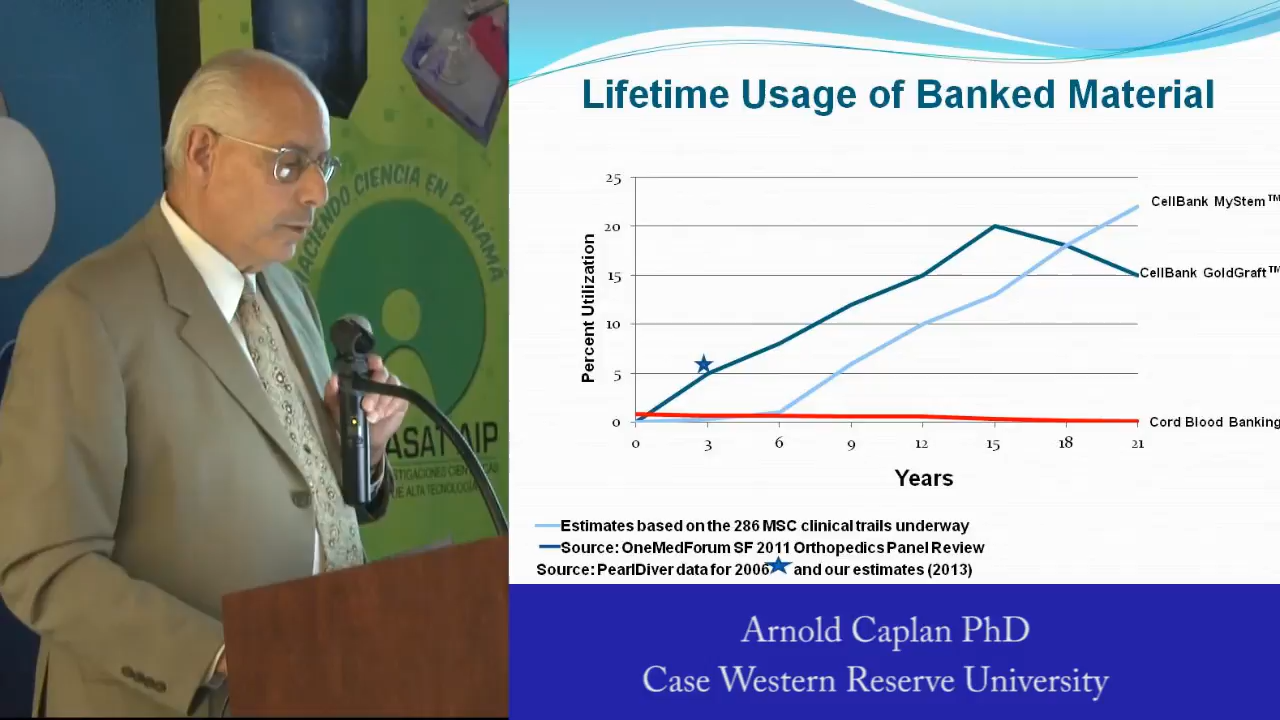 HACIENDO CIENCIA EN PANAMÁ
ASAT AIP
Lifetime Usage of Banked Material
25
20
15
10
5
0
Percent Utilization
0 3 6 9 12 15 18 21
Years
CellBank MyStem™
CellBank GoldGraft™
Cord Blood Banking
Estimates based on the 286 MSC clinical trails underway
Source: OneMedForum SF 2011 Orthopedics Panel Review
Source: PearlDiver data for 2006 and our estimates (2013)
Arnold Caplan PhD
Case Western Reserve University